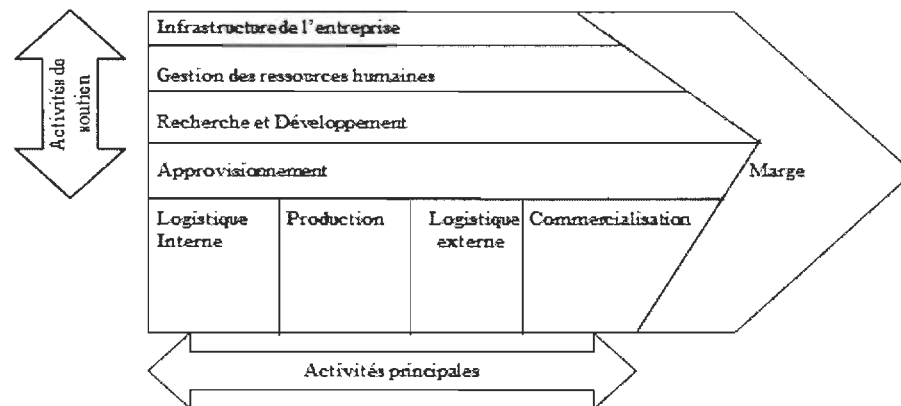 Infrastructure de l'entreprise
Activités de
soutien
Gestion des ressources humaines
Recherche et Développement
Approvisionnement
Marge
Logistique
Interne
Production
Logistique
externe
Commercialisation
Activités principales